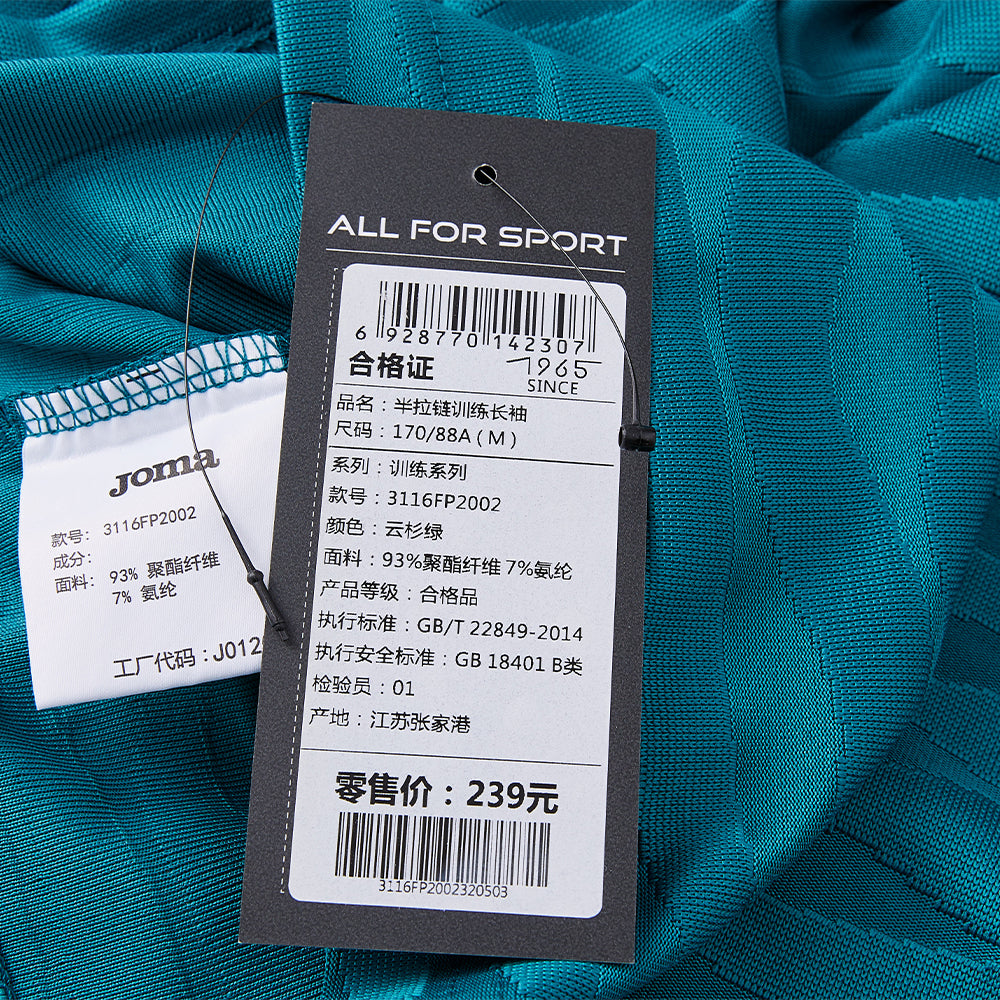 ALL FOR SPORT
6 928770 142307
合格证
1965
SINCE
品名：半拉链训练长袖
尺码：170/88A（M）
系列：训练系列
款号：3116FP2002
颜色：云杉绿
面料：93%聚酯纤维 7%氨纶
产品等级：合格品
执行标准：GB/T 22849-2014
执行安全标准：GB 18401 B类
检验员：01
产地：江苏张家港
零售价：239元
3116FP2002320503
Joma
款号： 3116FP2002
成分：
面料： 93% 聚酯纤维
7% 氨纶
工厂代码：J012